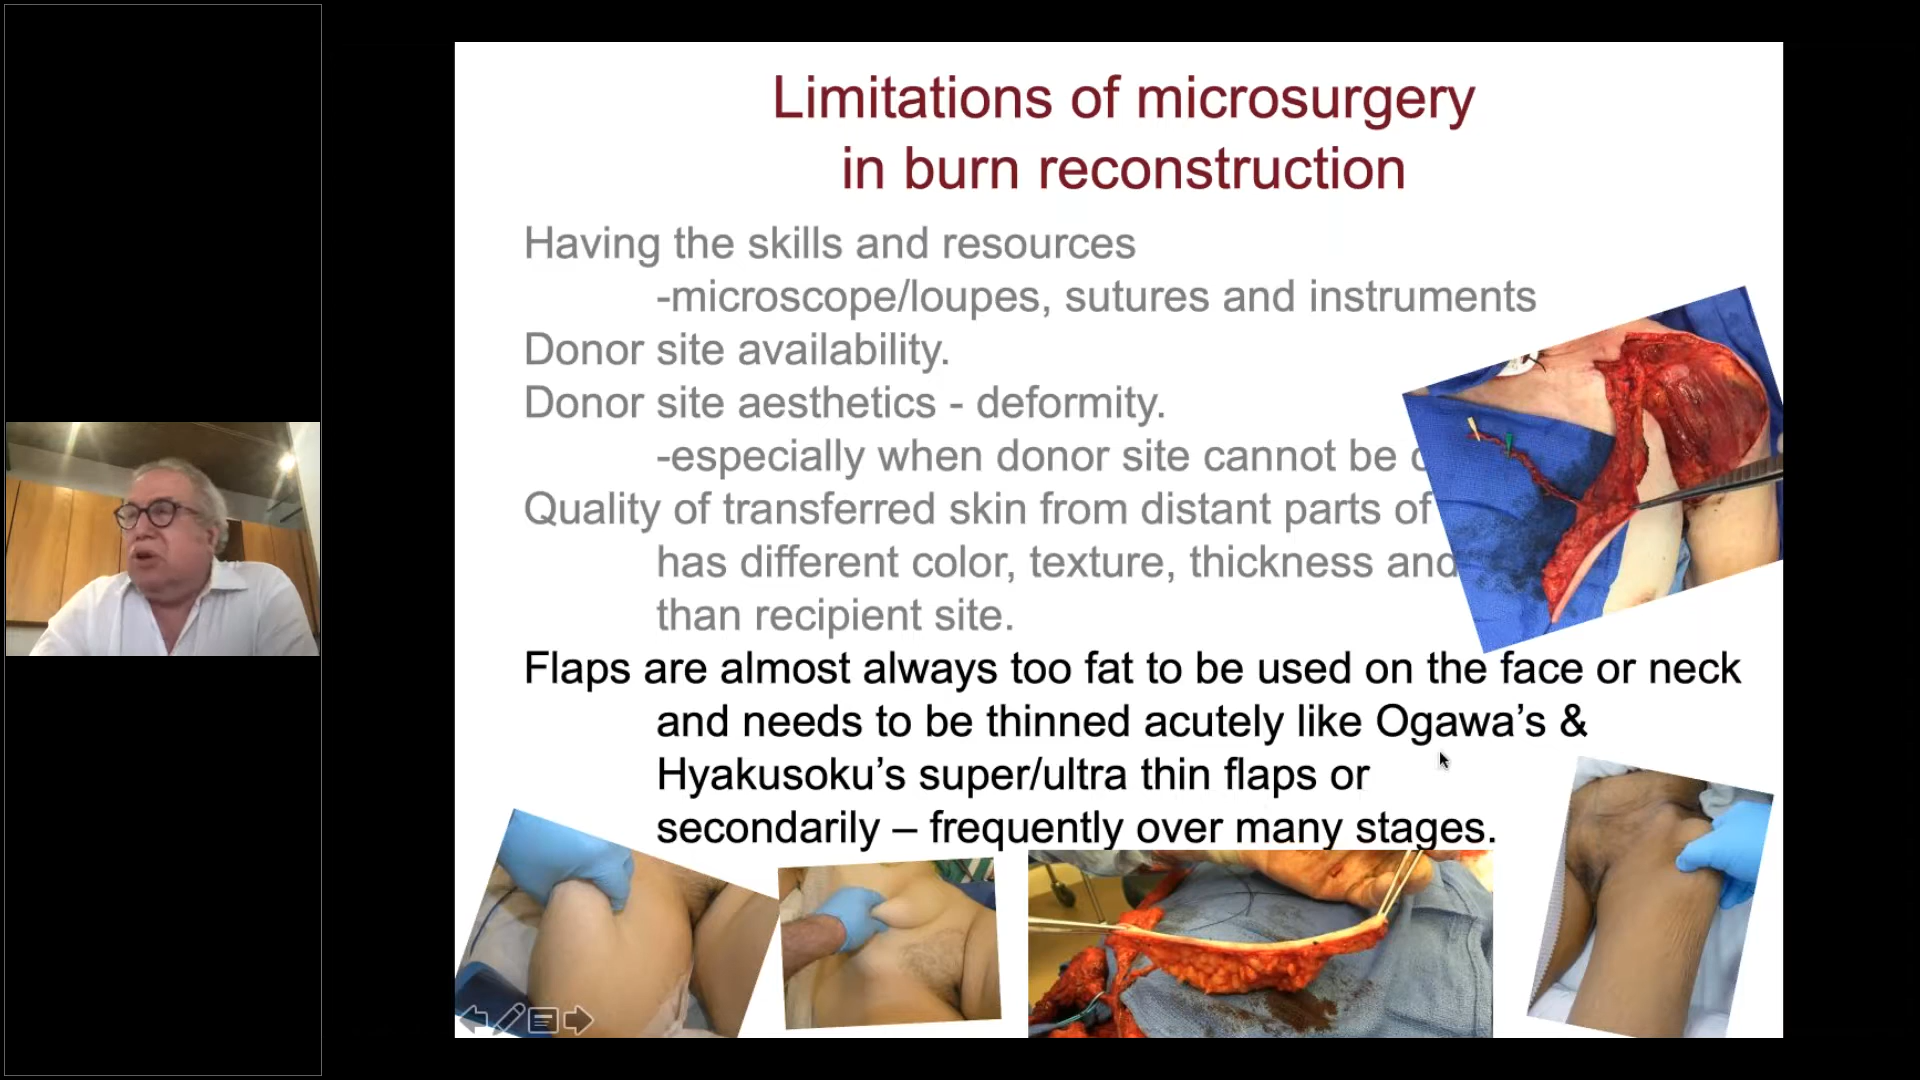 Limitations of microsurgery
in burn reconstruction
Having the skills and resources
-microscope/loupes, sutures and instruments
Donor site availability.
Donor site aesthetics - deformity.
-especially when donor site cannot be
Quality of transferred skin from distant parts of
has different color, texture, thickness and
than recipient site.
Flaps are almost always too fat to be used on the face or neck
and needs to be thinned acutely like Ogawa’s &
Hyakusoku’s super/ultra thin flaps or
secondarily – frequently over many stages.